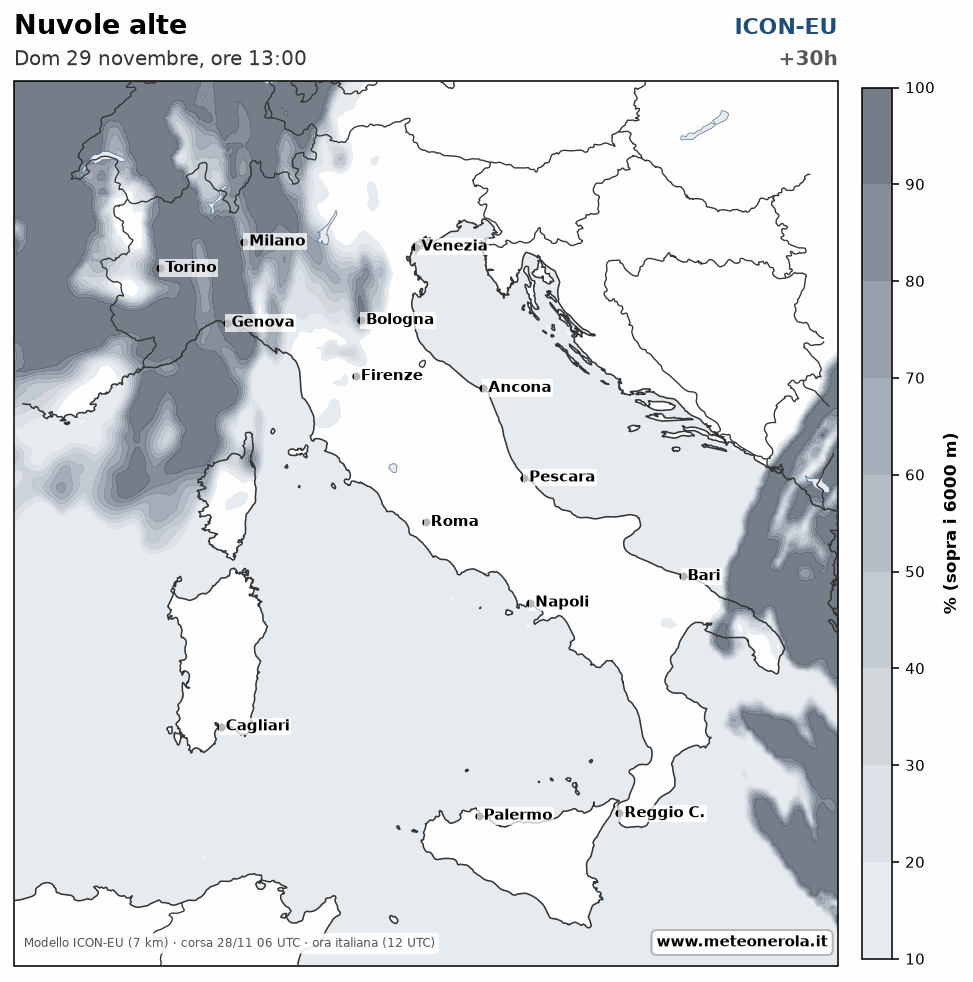 Nuvole alte
ICON-EU
Dom 29 novembre, ore 13:00
+30h
100
90
80
70
60
50
40
30
20
10
% (sopra i 6000 m)
Milano
Venezia
Torino
Genova
Bologna
Firenze
Ancona
Pescara
Roma
Bari
Napoli
Cagliari
Palermo
Reggio C.
Modello ICON-EU (7 km) · corsa 28/11 06 UTC · ora italiana (12 UTC)
www.meteonerola.it